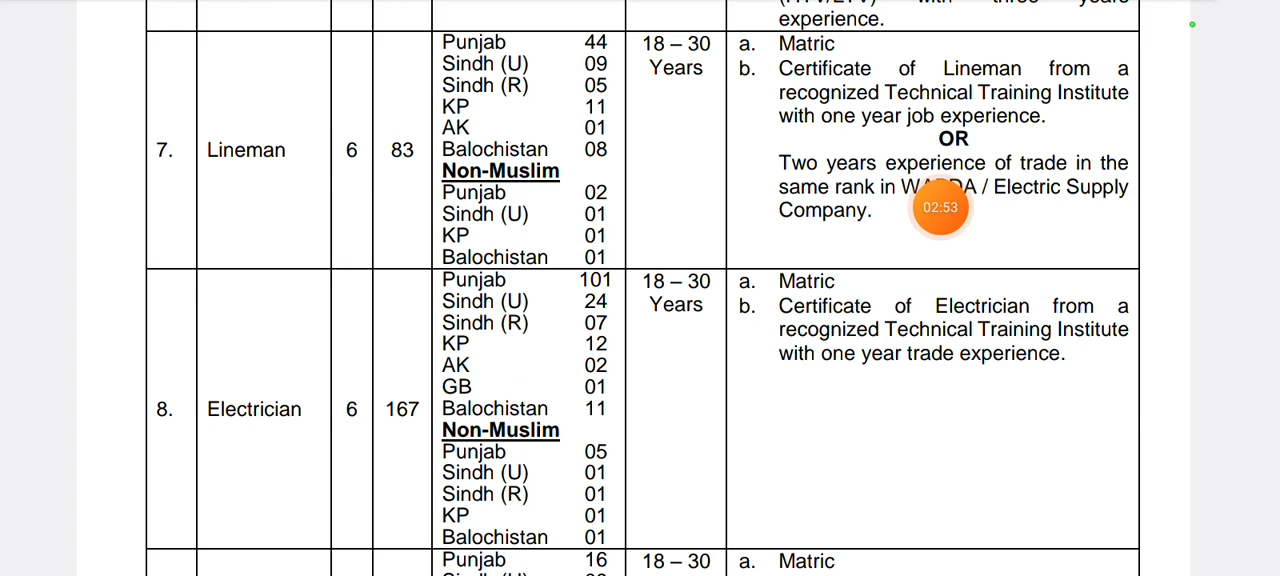 (HTV/LTV) with three years
experience.
7. Lineman 6 83
Punjab 44
Sindh (U) 09
Sindh (R) 05
KP 11
AK 01
Balochistan 08
Non-Muslim
Punjab 02
Sindh (U) 01
KP 01
Balochistan 01
18 – 30
Years
a. Matric
b. Certificate of Lineman from a
recognized Technical Training Institute
with one year job experience.
OR
Two years experience of trade in the
same rank in / Electric Supply
Company.
02:53
8. Electrician 6 167
Punjab 101
Sindh (U) 24
Sindh (R) 07
KP 12
AK 02
GB 01
Balochistan 11
Non-Muslim
Punjab 05
Sindh (U) 01
Sindh (R) 01
KP 01
Balochistan 01
18 – 30
Years
a. Matric
b. Certificate of Electrician from a
recognized Technical Training Institute
with one year trade experience.
Punjab 16
18 – 30
a. Matric